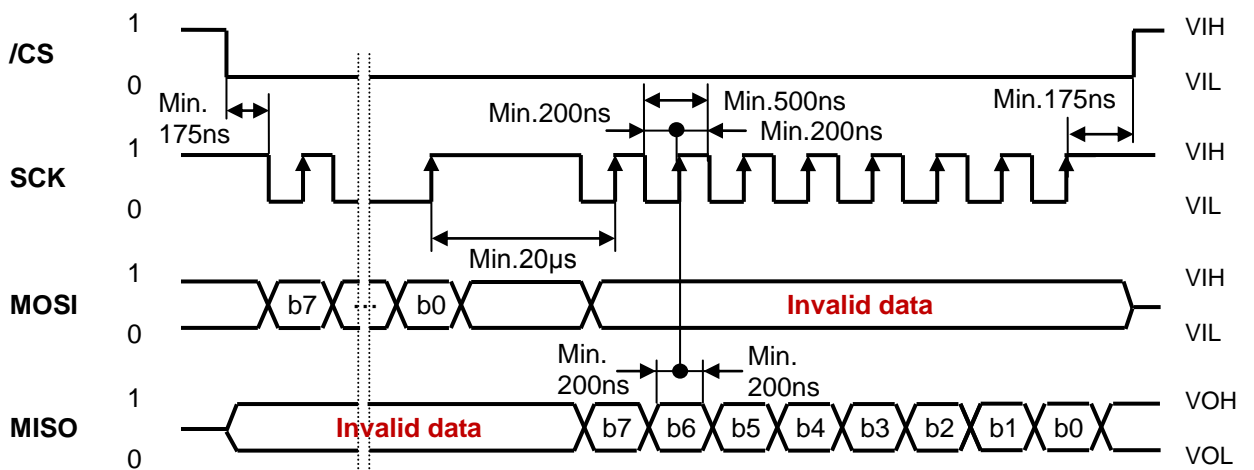 1
VIH
/CS
0
VIL
Min.
175ns
Min.200ns
Min.500ns
Min.200ns
Min.175ns
1
VIH
SCK
0
VIL
Min.20µs
1
VIH
MOSI
b7
...
b0
Invalid data
0
VIL
Min.
200ns
Min.
200ns
1
VOH
MISO
Invalid data
b7
b6
b5
b4
b3
b2
b1
b0
0
VOL